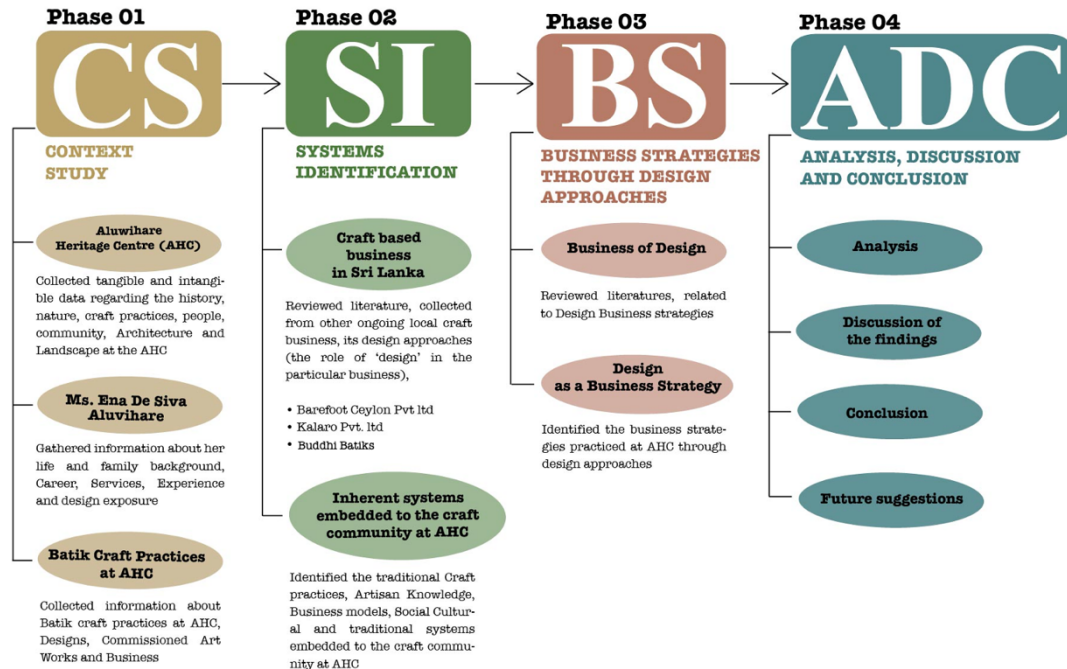 Phase 01
CS
CONTEXT
STUDY
Aluwihare
Heritage Centre (AHC)
Collected tangible and intangi-
ble data regarding the history,
nature, craft practices, people,
community, Architecture and
Landscape at the AHC
Ms. Ena De Siva
Aluvihare
Gathered information about her
life and family background,
Career, Services, Experience
and design exposure
Batik Craft Practices
at AHC
Collected information about
Batik craft practices at AHC,
Designs, Commissioned Art
Works and Business
Phase 02
SI
SYSTEMS
IDENTIFICATION
Craft based
business
in Sri Lanka
Reviewed literature, collected
from other ongoing local craft
business, its design approaches
(the role of ‘design’ in the
particular business),
• Barefoot Ceylon Pvt ltd
• Kalaro Pvt. ltd
• Buddhi Batiks
Inherent systems
embedded to the craft
community at AHC
Identified the traditional Craft
practices, Artisan Knowledge,
Business models, Social Cultur-
al and traditional systems
embedded to the craft commu-
nity at AHC
Phase 03
BS
BUSINESS STRATEGIES
THROUGH DESIGN
APPROACHES
Business of Design
Reviewed literatures, related
to Design Business strategies
Design
as a Business Strategy
Identified the business strate-
gies practiced at AHC through
design approaches
Phase 04
ADC
ANALYSIS, DISCUSSION
AND CONCLUSION
Analysis
Discussion of
the findings
Conclusion
Future suggestions